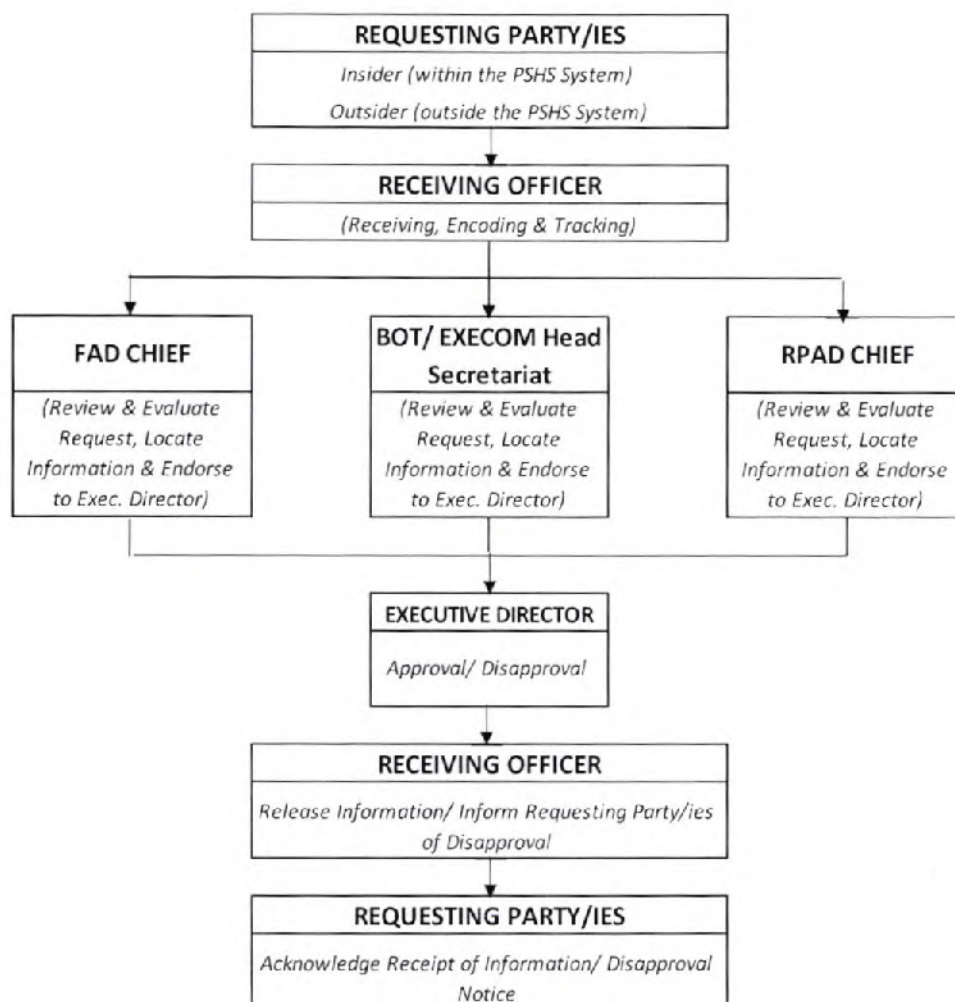 REQUESTING PARTY/IES
Insider (within the PSHS System)
Outsider (outside the PSHS System)
RECEIVING OFFICER
(Receiving, Encoding & Tracking)
FAD CHIEF
(Review & Evaluate
Request, Locate
Information & Endorse
to Exec. Director)
BOT/ EXECOM Head
Secretariat
(Review & Evaluate
Request, Locate
Information & Endorse
to Exec. Director)
RPAD CHIEF
(Review & Evaluate
Request, Locate
Information & Endorse
to Exec. Director)
EXECUTIVE DIRECTOR
Approval/ Disapproval
RECEIVING OFFICER
Release Information/ Inform Requesting Party/ies
of Disapproval
REQUESTING PARTY/IES
Acknowledge Receipt of Information/ Disapproval
Notice